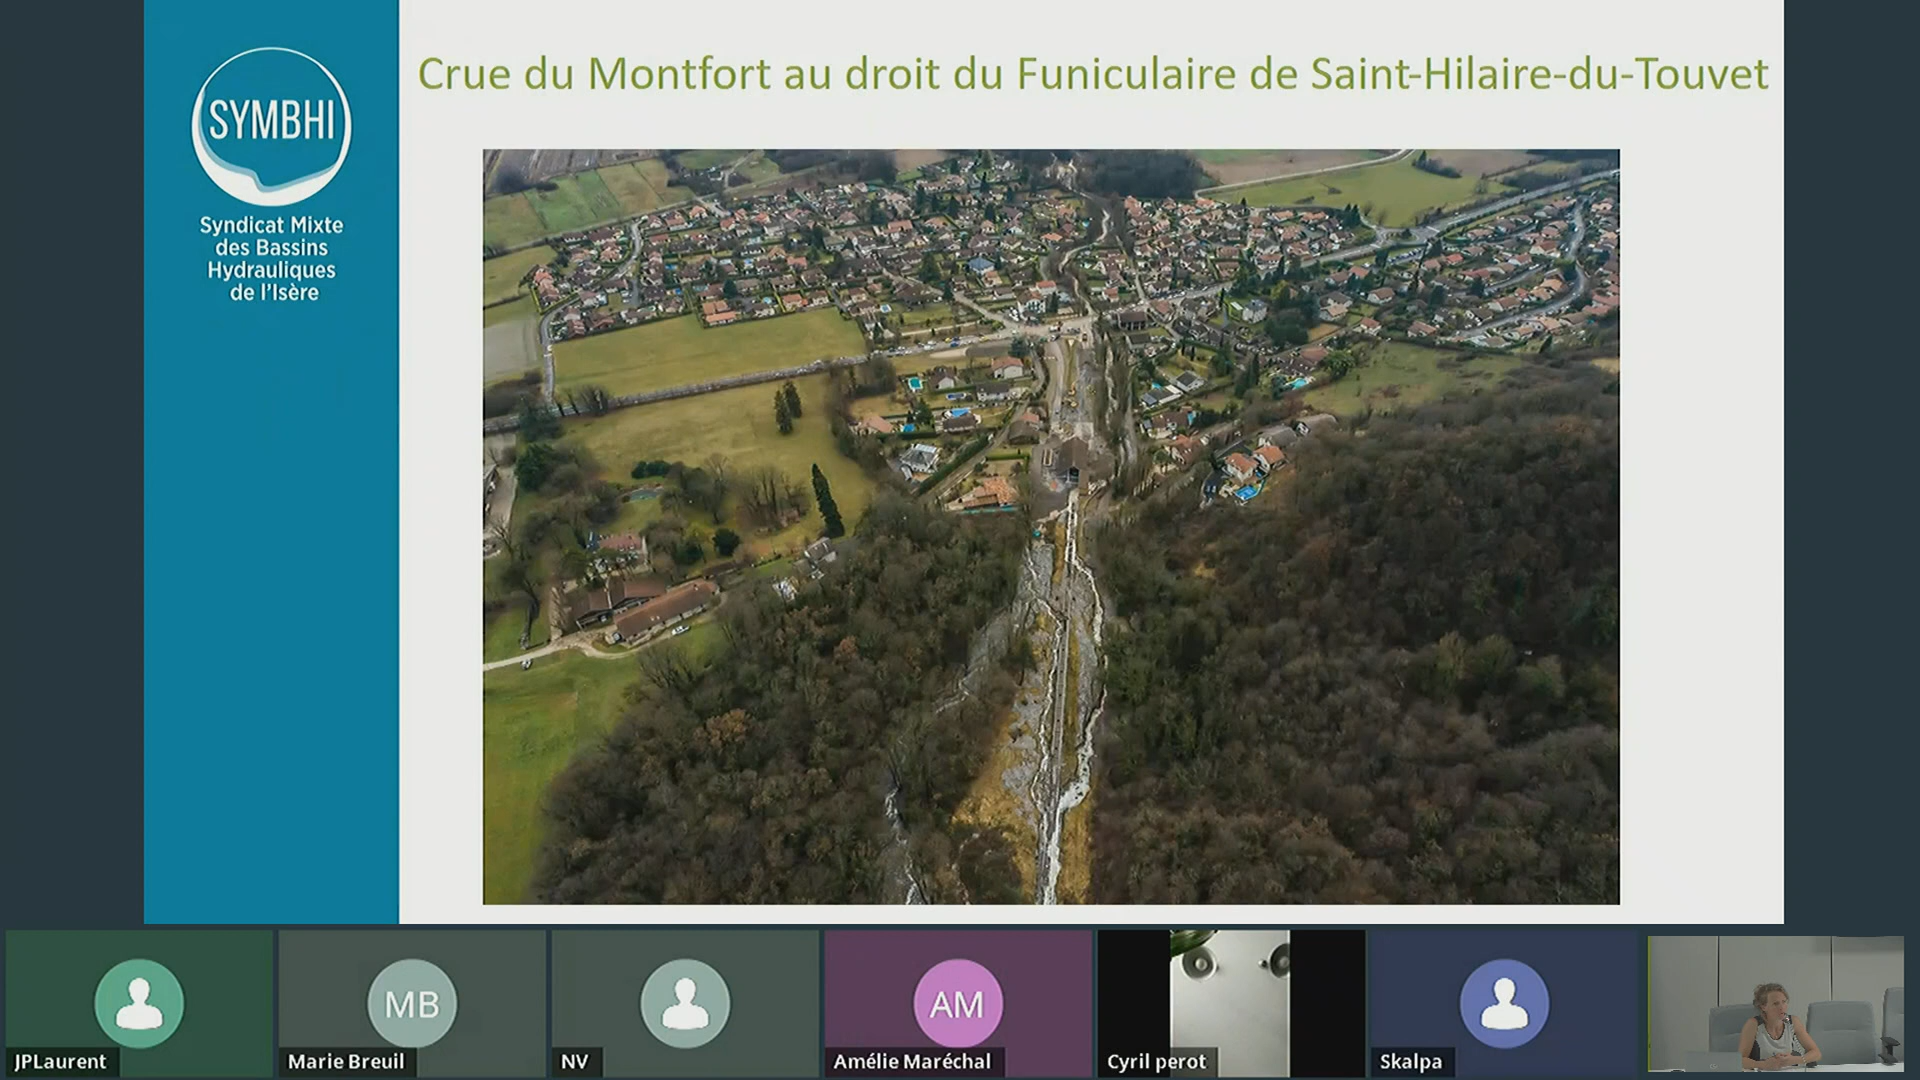 Crue du Montfort au droit du Funiculaire de Saint-Hilaire-du-Touvet
SYMBHI
Syndicat Mixte
des Bassins
Hydrauliques
de l'Isère
MB
AM
JPLaurent
Marie Breuil
NV
Amélie Maréchal
Cyril perot
Skalpa